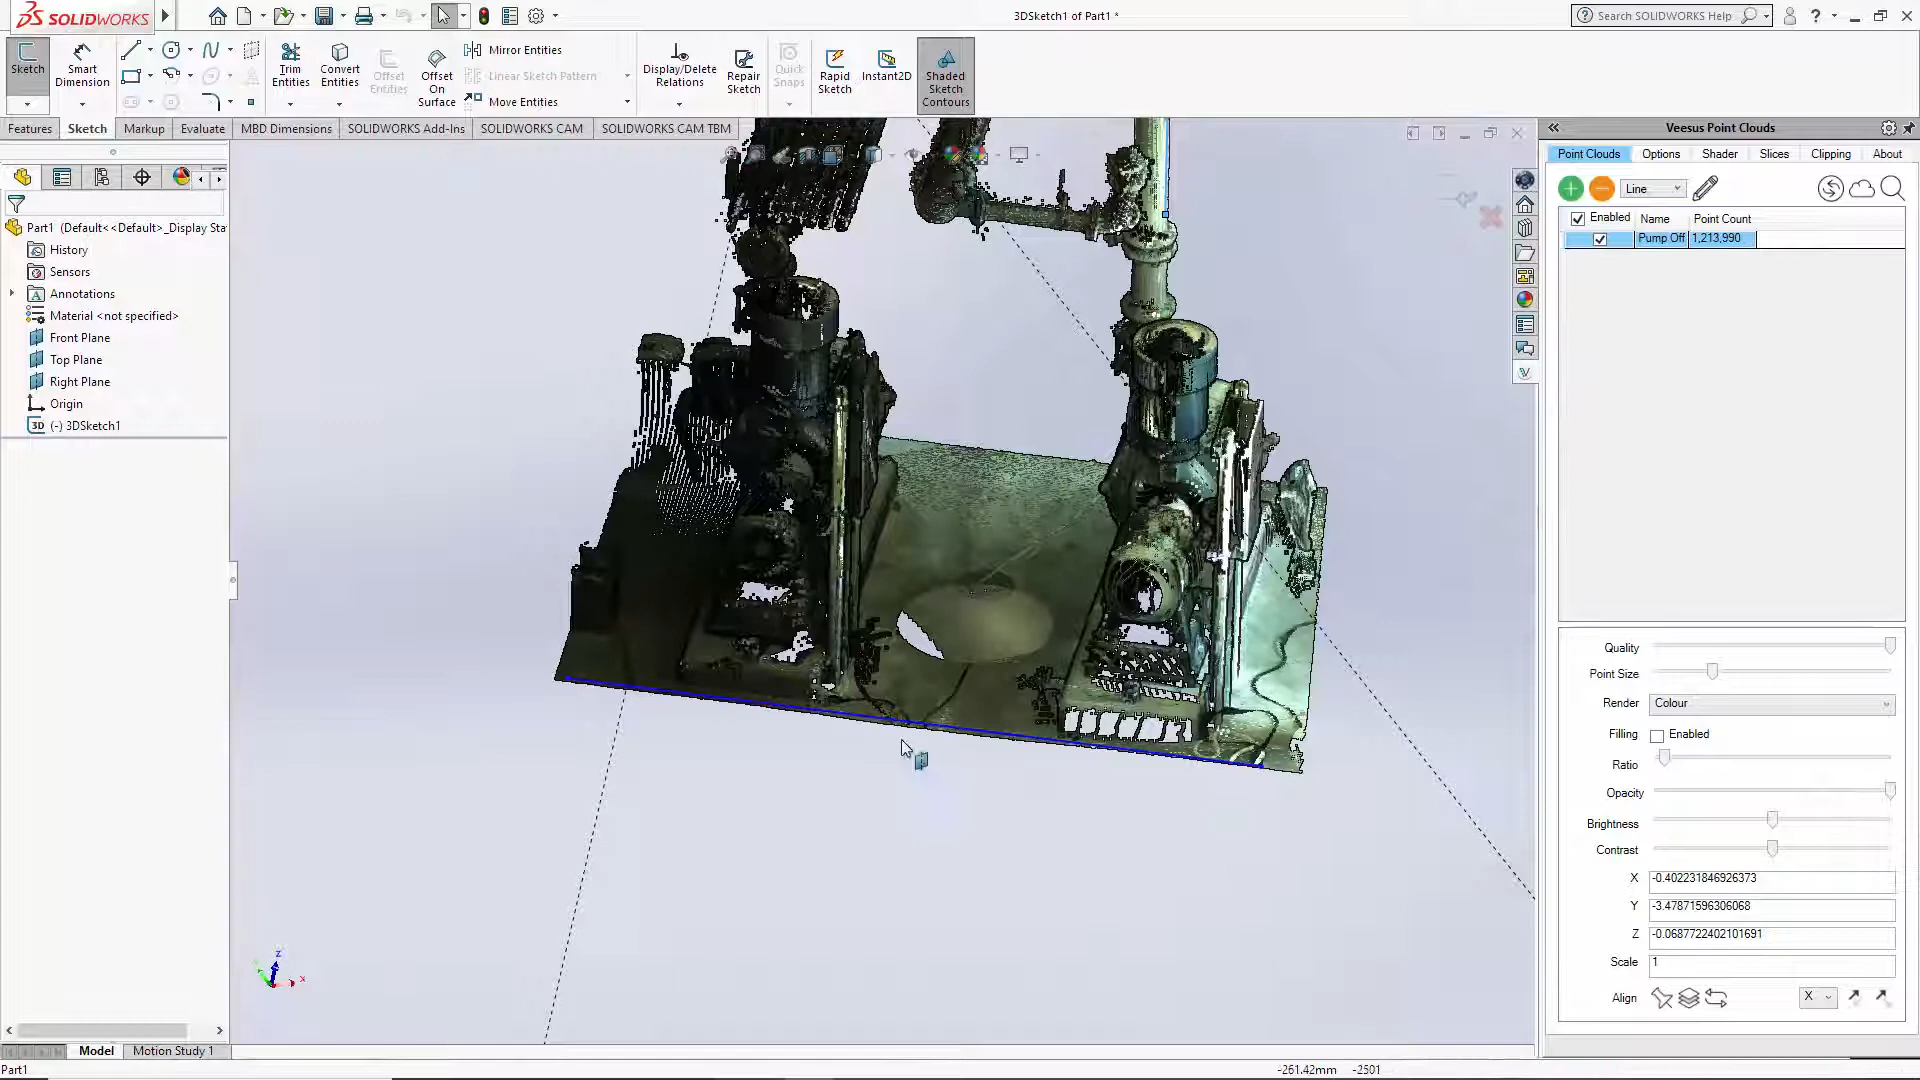 SOLIDWORKS
3DSketch1 of Part1 *
Search SOLIDWORKS Help
Sketch
Smart
Dimension
Trim
Entities
Convert
Entities
Offset
Entities
Offset
On
Surface
Mirror Entities
Linear Sketch Pattern
Move Entities
Display/Delete
Relations
Repair
Sketch
Quick
Snaps
Rapid
Sketch
Instant2D
Shaded
Sketch
Contours
Features
Sketch
Markup
Evaluate
MBD Dimensions
SOLIDWORKS Add-Ins
SOLIDWORKS CAM
SOLIDWORKS CAM TBM
Part1 (Default<<Default>_Display Sta
History
Sensors
Annotations
Material <not specified>
Front Plane
Top Plane
Right Plane
Origin
3D (-) 3DSketch1
Z
X
Veesus Point Clouds
Point Clouds
Options
Shader
Slices
Clipping
About
Line
Enabled Name Point Count
Pump Off 1,213,990
Quality
Point Size
Render Colour
Filling Enabled
Ratio
Opacity
Brightness
Contrast
X -0.402231846926373
Y -3.47871596306068
Z -0.0687722402101691
Scale 1
Align X
Model
Motion Study 1
Part1
-261.42mm -2501